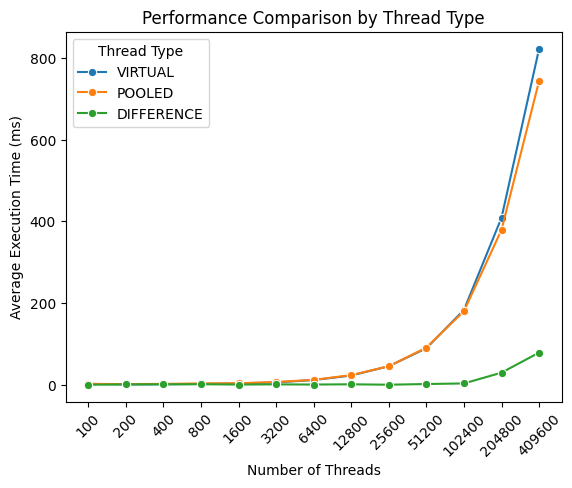 Performance Comparison by Thread Type
Thread Type
VIRTUAL
POOLED
DIFFERENCE
Average Execution Time (ms)
800
600
400
200
0
100
200
400
800
1600
3200
6400
12800
25600
51200
102400
204800
409600
Number of Threads